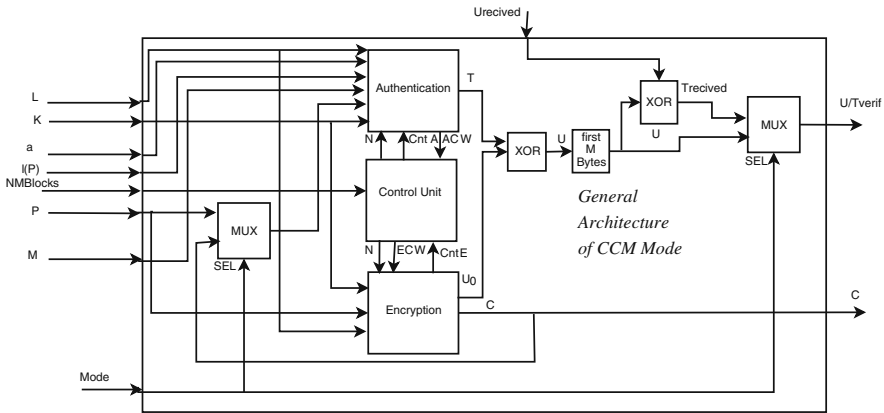 Urecived
Authentication
T
L
K
a
l(P)
NMBlocks
P
M
Mode
N
Cnt A
ACW
XOR
U
first
M
Bytes
XOR
U
Trecived
MUX
SEL
U/Tverif
Control Unit
General
Architecture
of CCM Mode
MUX
SEL
N
ECW
CntE
U0
Encryption
C
C